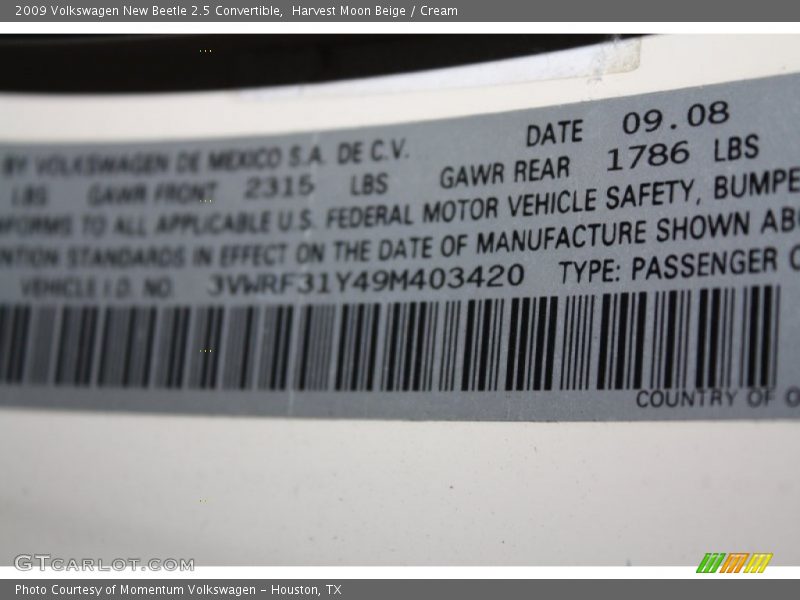 2009 Volkswagen New Beetle 2.5 Convertible,  Harvest Moon Beige / Cream
DATE 09.08
BY VOLKSWAGEN DE MEXICO S.A. DE C.V.
LBS GAWR FRONT 2315 LBS GAWR REAR 1786 LBS
NFORMS TO ALL APPLICABLE U.S. FEDERAL MOTOR VEHICLE SAFETY, BUMPE
NTION STANDARDS IN EFFECT ON THE DATE OF MANUFACTURE SHOWN AB
VEHICLE I.D. NO. 3VWRF31Y49M403420 TYPE: PASSENGER C
COUNTRY OF O
GTcarlot.com
Photo Courtesy of Momentum Volkswagen - Houston, TX